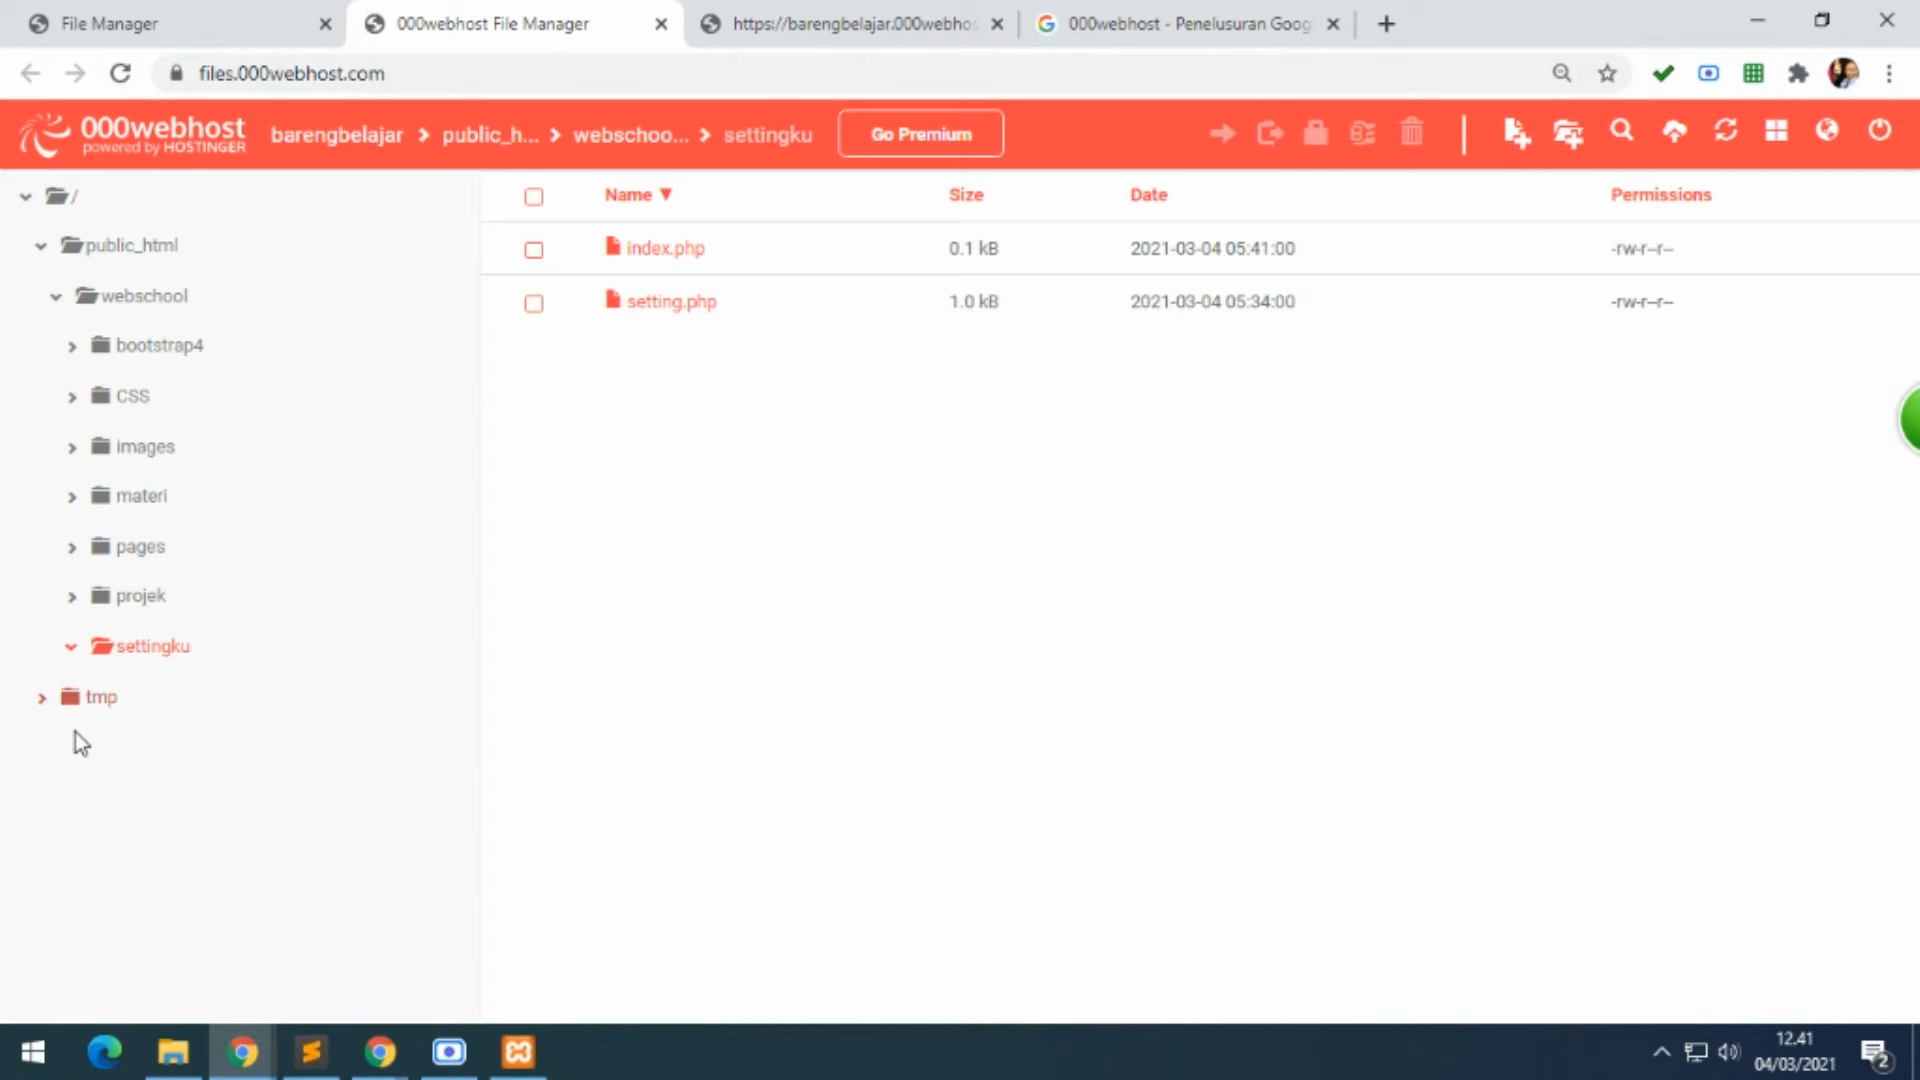 File Manager
000webhost File Manager
https://barengbelajar.000webhos
000webhost - Penelusuran Goog
files.000webhost.com
000webhost
powered by HOSTINGER
barengbelajar > public_h... > webschoo... > settingku
Go Premium
/
public_html
webschool
bootstrap4
CSS
images
materi
pages
projek
settingku
tmp
Name ▼ Size Date Permissions
index.php 0.1 kB 2021-03-04 05:41:00 -rw-r--r--
setting.php 1.0 kB 2021-03-04 05:34:00 -rw-r--r--
12.41
04/03/2021
2